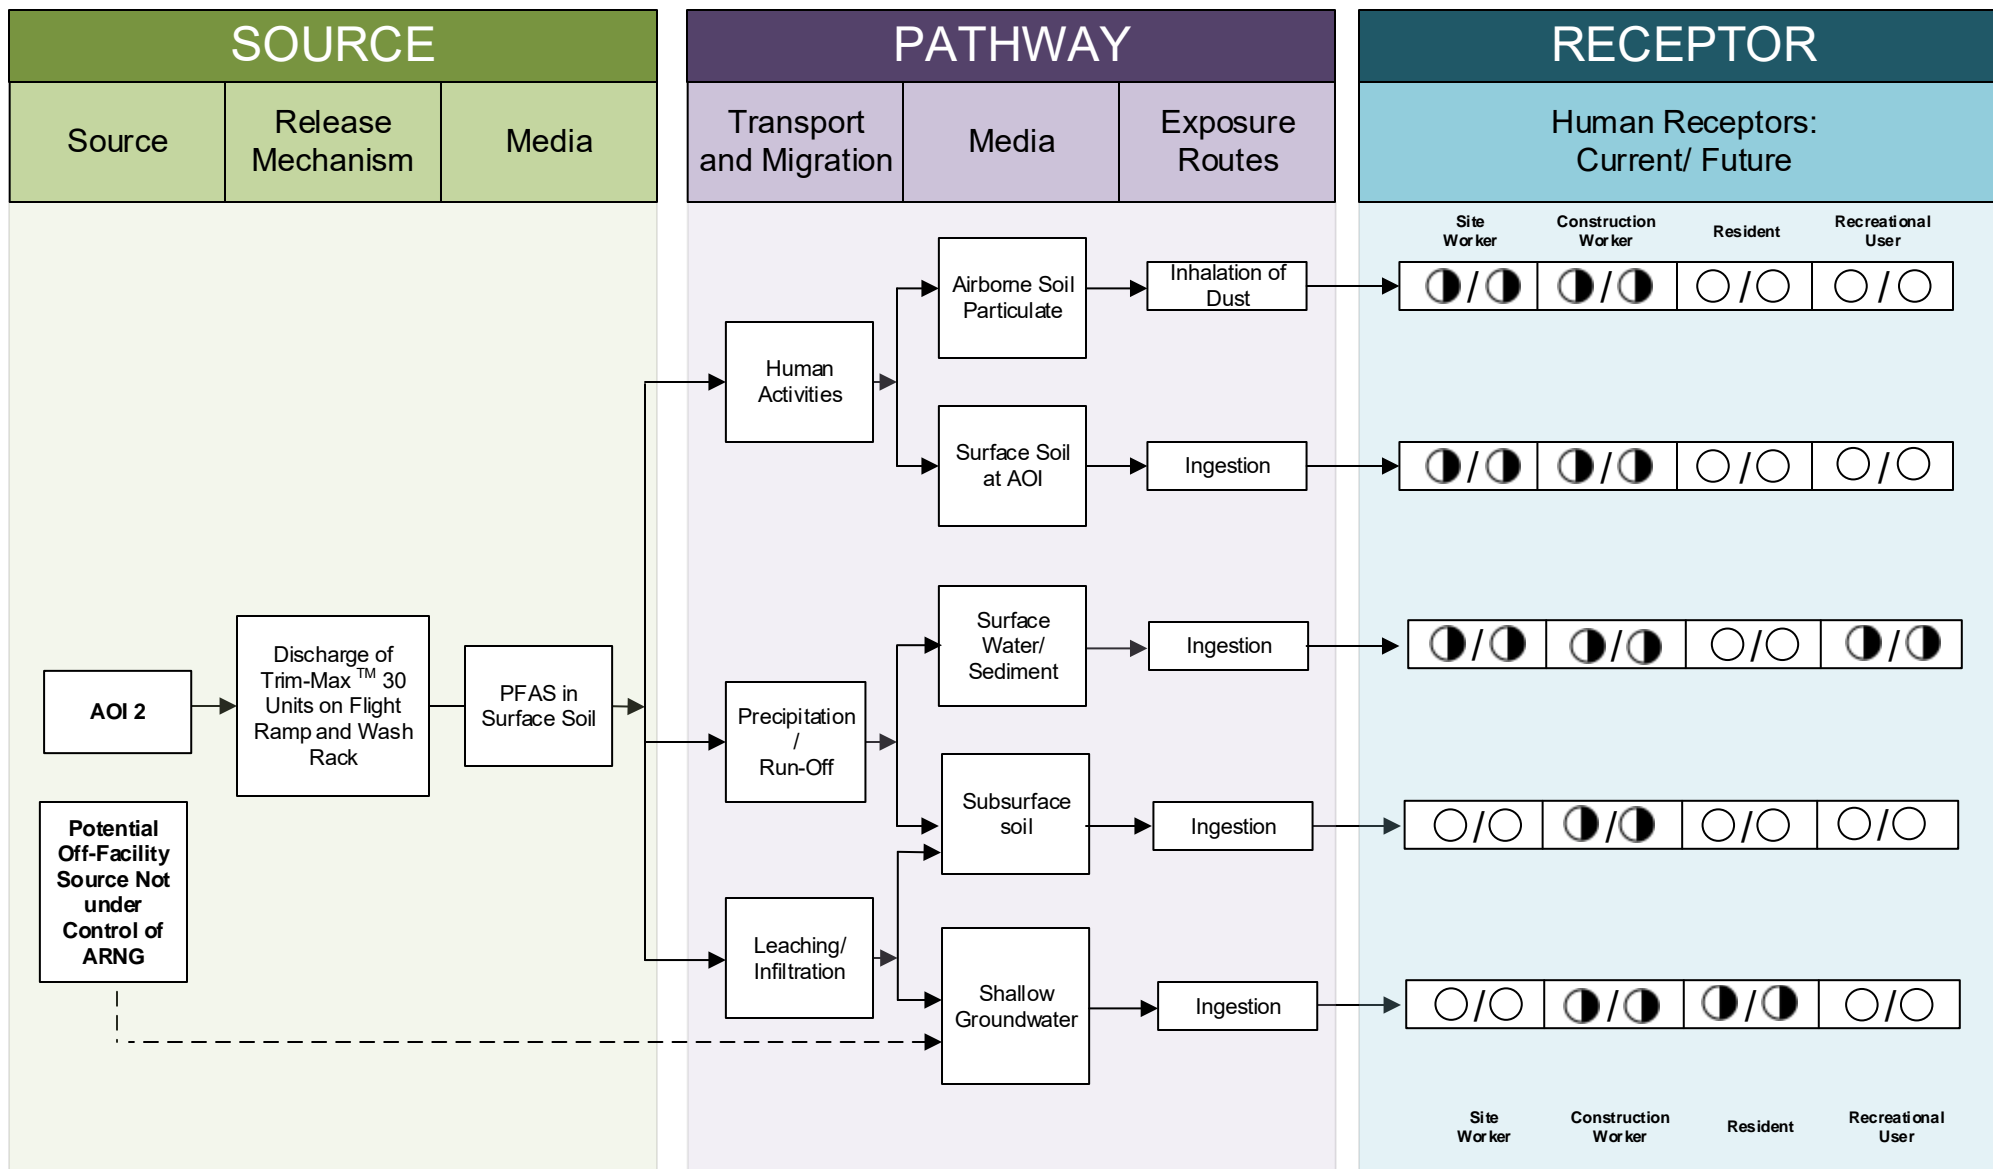 SOURCE
PATHWAY
RECEPTOR
Source
Release
Mechanism
Media
Transport
and Migration
Media
Exposure
Routes
Human Receptors:
Current/ Future
Site
Worker
Construction
Worker
Resident
Recreational
User
Airborne Soil
Particulate
Inhalation of
Dust
/
/
/
/
Human
Activities
Surface Soil
at AOI
Ingestion
/
/
/
/
Surface
Water/
Sediment
Ingestion
/
/
/
/
AOI 2
Discharge of
Trim-Max TM 30
Units on Flight
Ramp and Wash
Rack
PFAS in
Surface Soil
Precipitation
/
Run-Off
Subsurface
soil
Ingestion
/
/
/
/
Potential
Off-Facility
Source Not
under
Control of
ARNG
Leaching/
Infiltration
Shallow
Groundwater
Ingestion
/
/
/
/
Site
Worker
Construction
Worker
Resident
Recreational
User